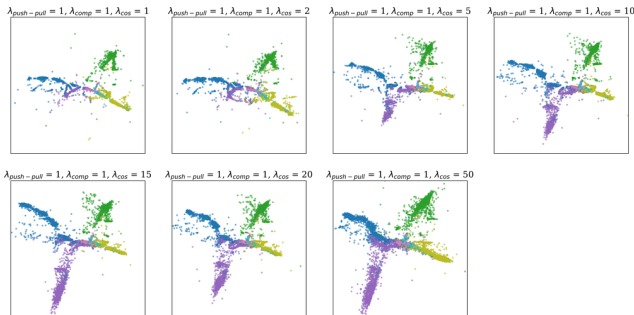 λpush−pull = 1, λcomp = 1, λcos = 1
λpush−pull = 1, λcomp = 1, λcos = 2
λpush−pull = 1, λcomp = 1, λcos = 5
λpush−pull = 1, λcomp = 1, λcos = 10
λpush−pull = 1, λcomp = 1, λcos = 15
λpush−pull = 1, λcomp = 1, λcos = 20
λpush−pull = 1, λcomp = 1, λcos = 50